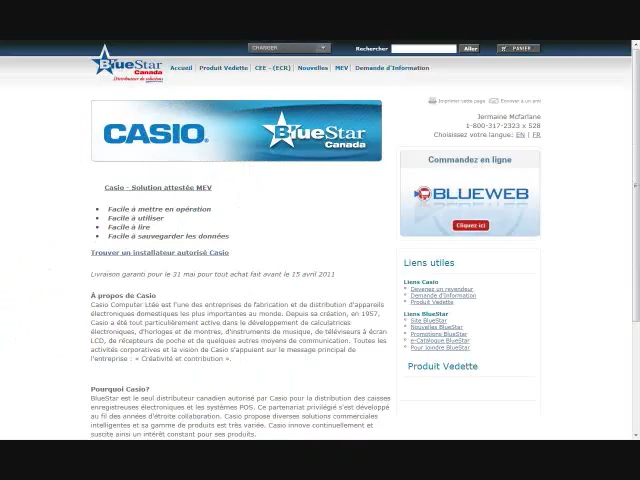 CHANGER
Rechercher
Aller
PANIER
BlueStar
Canada
Distributeur de solutions
Accueil
Produit Vedette
CEE - (ECR)
Nouvelles
MEV
Demande d'Information
CASIO
BlueStar
Canada
Imprimer cette page
Envoyer à un ami
Jermaine Mcfarlane
1-800-317-2323 x 528
Choisissez votre langue: EN | FR
Commandez en ligne
BLUEWEB
Cliquez ici
Casio - Solution attestée MEV
Facile à mettre en opération
Facile à utiliser
Facile à lire
Facile à sauvegarder les données
Trouver un installateur autorisé Casio
Livraison garanti pour le 31 mai pour tout achat fait avant le 15 avril 2011
À propos de Casio
Casio Computer Ltée est l'une des entreprises de fabrication et de distribution d'appareils
électroniques domestiques les plus importantes au monde. Depuis sa création, en 1957,
Casio a été tout particulièrement active dans le développement de calculatrices
électroniques, d'horloges et de montres, d'instruments de musique, de téléviseurs à écran
LCD, de récepteurs de poche et de quelques autres moyens de communication. Toutes les
activités corporatives et la vision de Casio s'appuient sur le message principal de
l'entreprise : « Créativité et contribution ».
Pourquoi Casio?
BlueStar est le seul distributeur canadien autorisé par Casio pour la distribution des caisses
enregistreuses électroniques et les systèmes POS. Ce partenariat privilégié s'est développé
au fil des années d'étroite collaboration. Casio propose diverses solutions commerciales
intelligentes et sa gamme de produits est très variée. Casio innove continuellement et
suscite ainsi un intérêt constant pour ses produits.
Liens utiles
Liens Casio
Devenez un revendeur
Demande d'Information
Produit Vedette
Liens BlueStar
Site BlueStar
Nouvelles BlueStar
Promotions BlueStar
e-Catalogue BlueStar
Pour Joindre BlueStar
Produit Vedette